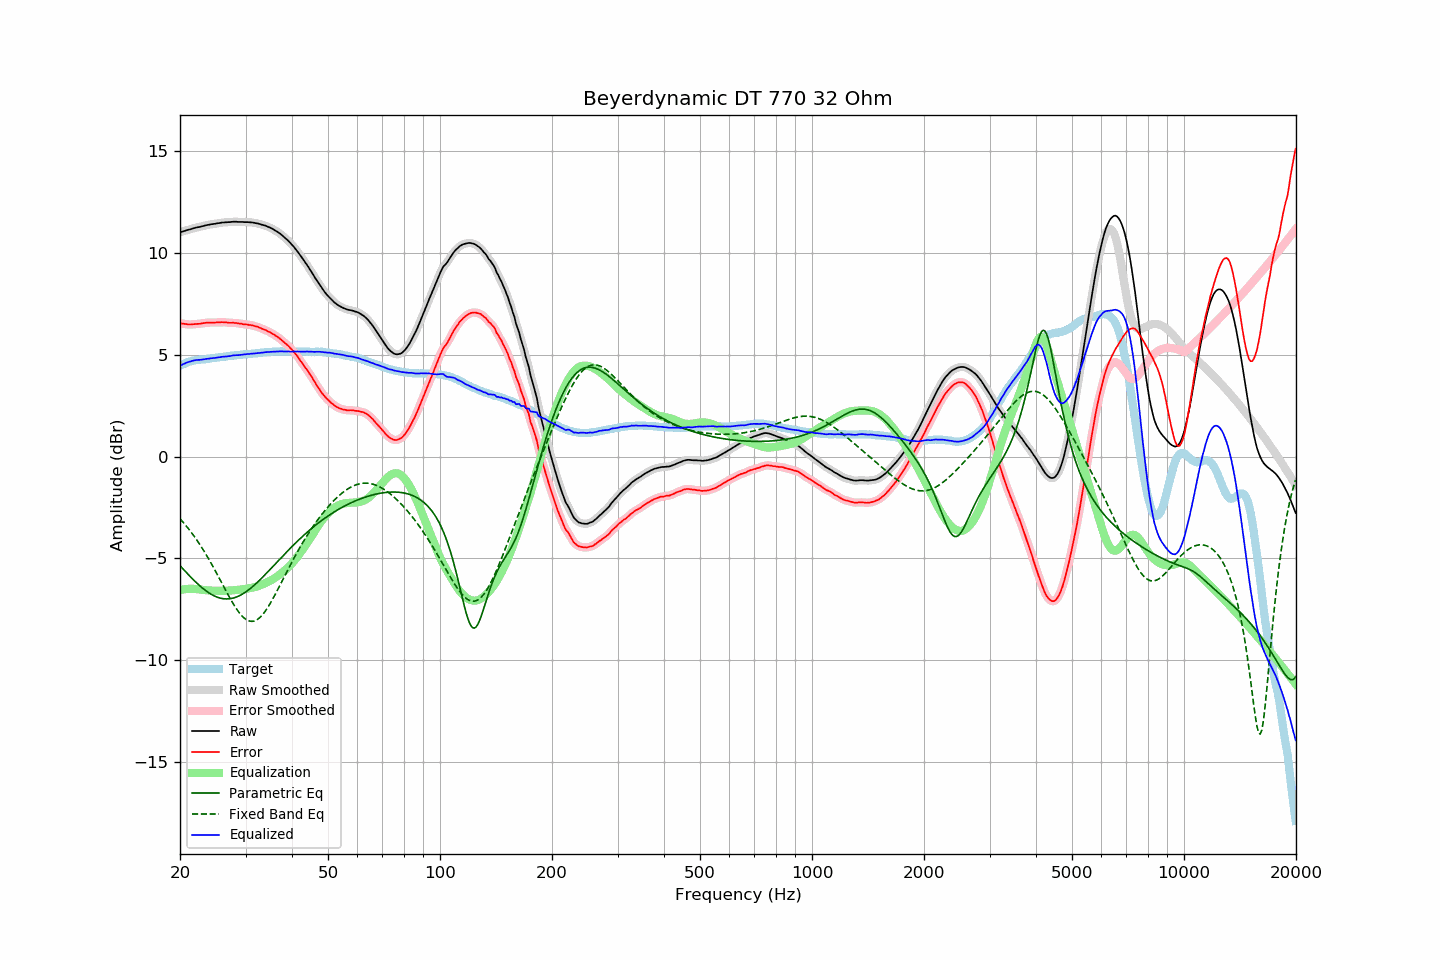 Beyerdynamic DT 770 32 Ohm
Amplitude (dBr)
15
10
5
0
−5
−10
−15
Target
Raw Smoothed
Error Smoothed
Raw
Error
Equalization
Parametric Eq
Fixed Band Eq
Equalized
20
50
100
200
500
1000
2000
5000
10000
20000
Frequency (Hz)